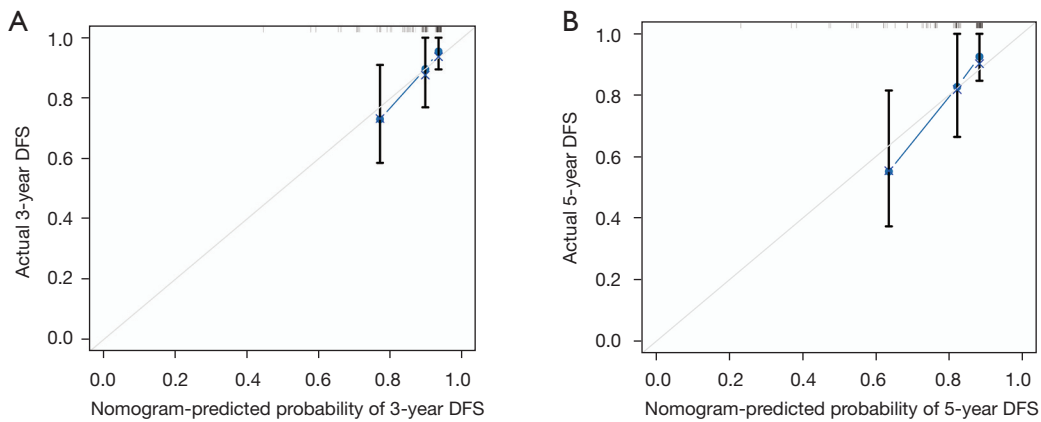 A
Actual 3-year DFS
1.0
0.8
0.6
0.4
0.2
0.0
0.0 0.2 0.4 0.6 0.8 1.0
Nomogram-predicted probability of 3-year DFS
B
Actual 5-year DFS
1.0
0.8
0.6
0.4
0.2
0.0
0.0 0.2 0.4 0.6 0.8 1.0
Nomogram-predicted probability of 5-year DFS